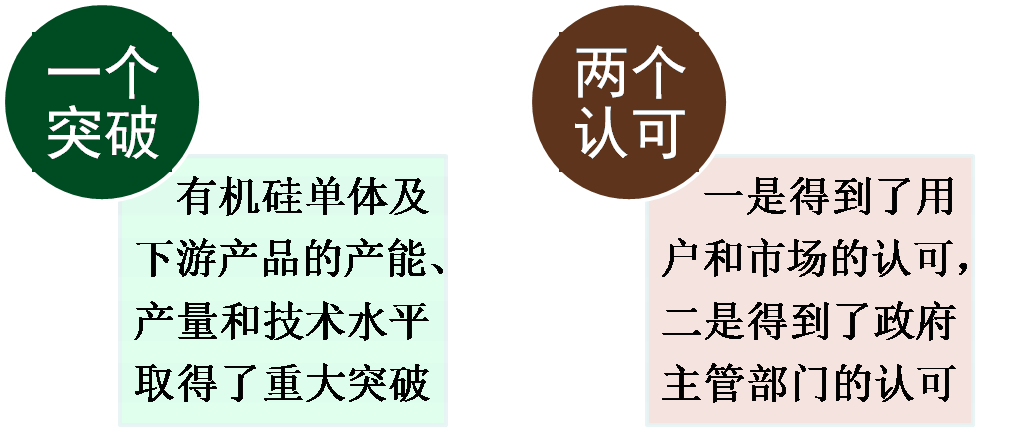 一个
突破
有机硅单体及
下游产品的产能、
产量和技术水平
取得了重大突破
两个
认可
一是得到了用
户和市场的认可，
二是得到了政府
主管部门的认可